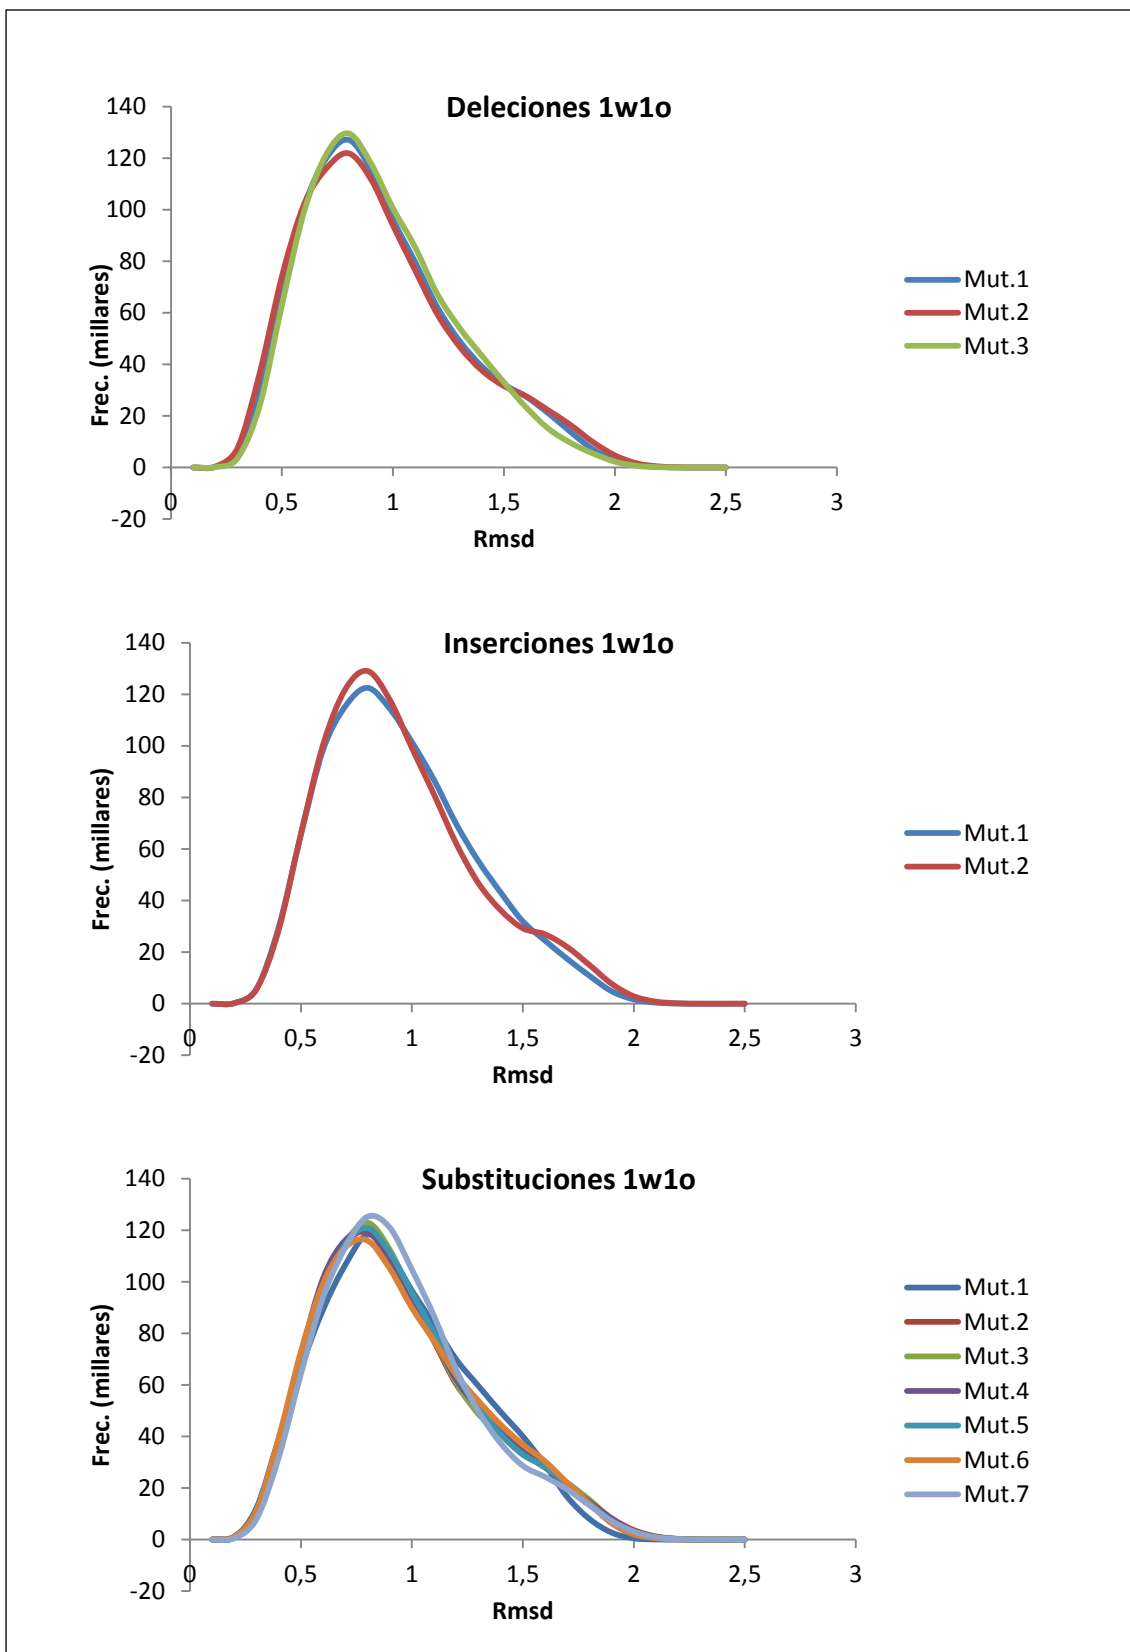 Deleciones 1w1o
140
120
100
80
60
40
20
0
-20
Frec. (millares)
0 0,5 1 1,5 2 2,5 3
Rmsd
Mut.1
Mut.2
Mut.3
Inserciones 1w1o
140
120
100
80
60
40
20
0
-20
Frec. (millares)
0 0,5 1 1,5 2 2,5 3
Rmsd
Mut.1
Mut.2
Substituciones 1w1o
140
120
100
80
60
40
20
0
-20
Frec. (millares)
0 0,5 1 1,5 2 2,5 3
Rmsd
Mut.1
Mut.2
Mut.3
Mut.4
Mut.5
Mut.6
Mut.7